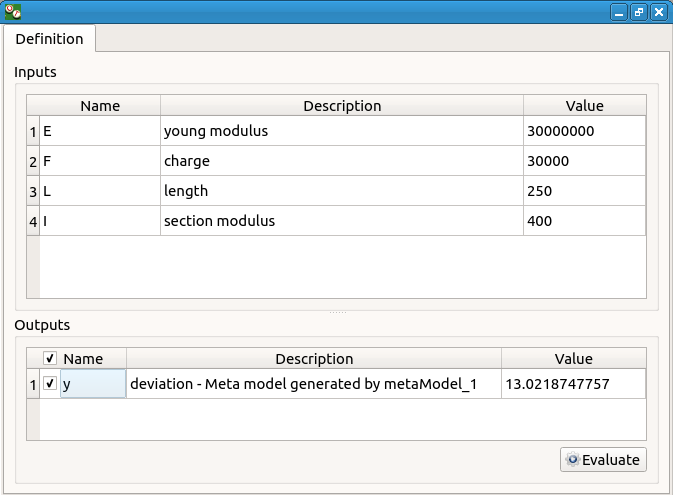 Definition
Inputs
Name Description Value
1 E young modulus 30000000
2 F charge 30000
3 L length 250
4 I section modulus 400
Outputs
Name Description Value
1 y deviation - Meta model generated by metaModel_1 13.0218747757
Evaluate